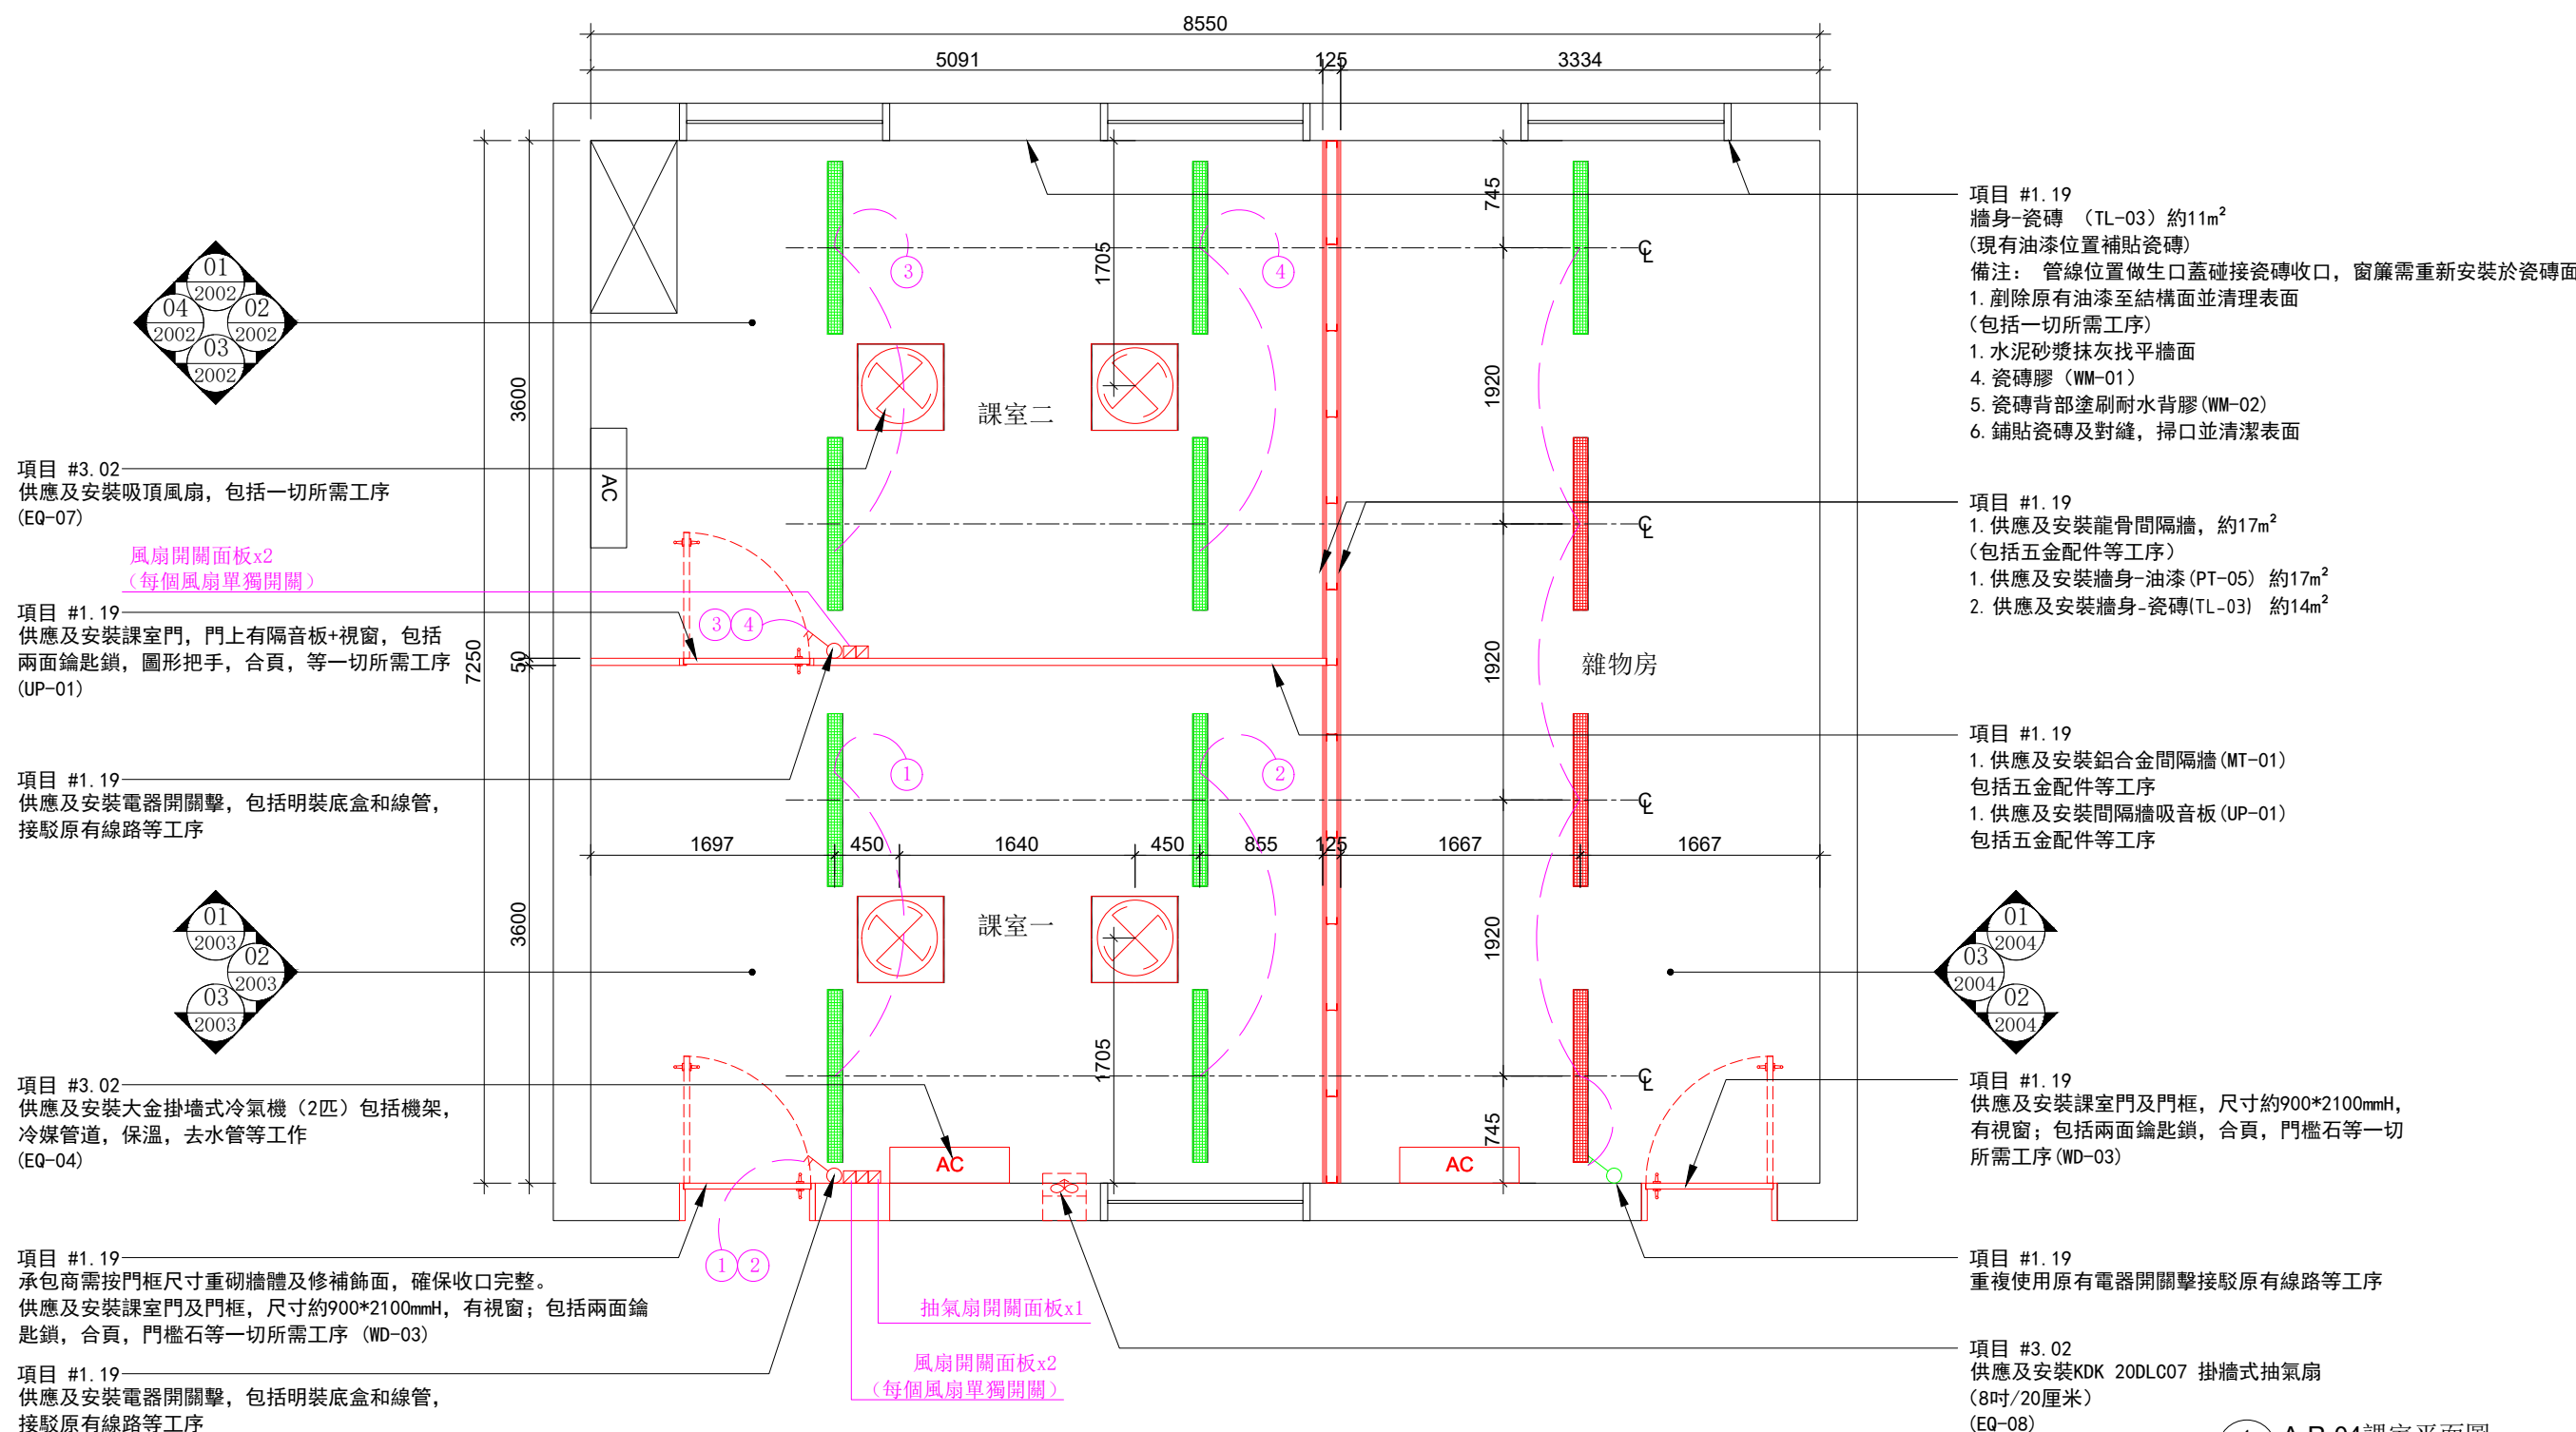 8550
5091
125
3334
745
1705
1920
3600
7250
50
1920
1920
3600
1705
745
1697
450
1640
450
855
125
1667
1667
課室二
課室一
雜物房
AC
AC
AC
3
4
3
4
1
2
1
2
01
2002
04
2002
02
2002
03
2002
項目 #3.02
供應及安裝吸頂風扇，包括一切所需工序
(EQ-07)
風扇開關面板x2
（每個風扇單獨開關）
項目 #1.19
供應及安裝課室門，門上有隔音板+視窗，包括
兩面鑰匙鎖，圖形把手，合頁，等一切所需工序
(UP-01)
項目 #1.19
供應及安裝電器開關擊，包括明裝底盒和線管，
接駁原有線路等工序
01
2003
02
2003
03
2003
項目 #3.02
供應及安裝大金掛墻式冷氣機（2匹）包括機架，
冷媒管道，保溫，去水管等工作
(EQ-04)
項目 #1.19
承包商需按門框尺寸重砌牆體及修補飾面，確保收口完整。
供應及安裝課室門及門框，尺寸約900*2100mmH，有視窗；包括兩面鑰
匙鎖，合頁，門檻石等一切所需工序 (WD-03)
項目 #1.19
供應及安裝電器開關擊，包括明裝底盒和線管，
接駁原有線路等工序
抽氣扇開關面板x1
風扇開關面板x2
（每個風扇單獨開關）
項目 #1.19
牆身-瓷磚 （TL-03）約11m²
(現有油漆位置補貼瓷磚)
備注： 管線位置做生口蓋碰接瓷磚收口，窗簾需重新安裝於瓷磚面
1. 剷除原有油漆至結構面並清理表面
(包括一切所需工序)
1. 水泥砂漿抹灰找平牆面
4. 瓷磚膠（WM-01）
5. 瓷磚背部塗刷耐水背膠(WM-02)
6. 鋪貼瓷磚及對縫，掃口並清潔表面
項目 #1.19
1. 供應及安裝龍骨間隔牆，約17m²
(包括五金配件等工序)
1. 供應及安裝牆身-油漆(PT-05) 約17m²
2. 供應及安裝牆身-瓷磚(TL-03) 約14m²
項目 #1.19
1. 供應及安裝鋁合金間隔牆(MT-01)
包括五金配件等工序
1. 供應及安裝間隔牆吸音板(UP-01)
包括五金配件等工序
01
2004
03
2004
02
2004
項目 #1.19
供應及安裝課室門及門框，尺寸約900*2100mmH，
有視窗；包括兩面鑰匙鎖，合頁，門檻石等一切
所需工序(WD-03)
項目 #1.19
重複使用原有電器開關擊接駁原有線路等工序
項目 #3.02
供應及安裝KDK 20DLC07 掛牆式抽氣扇
(8吋/20厘米)
(EQ-08)